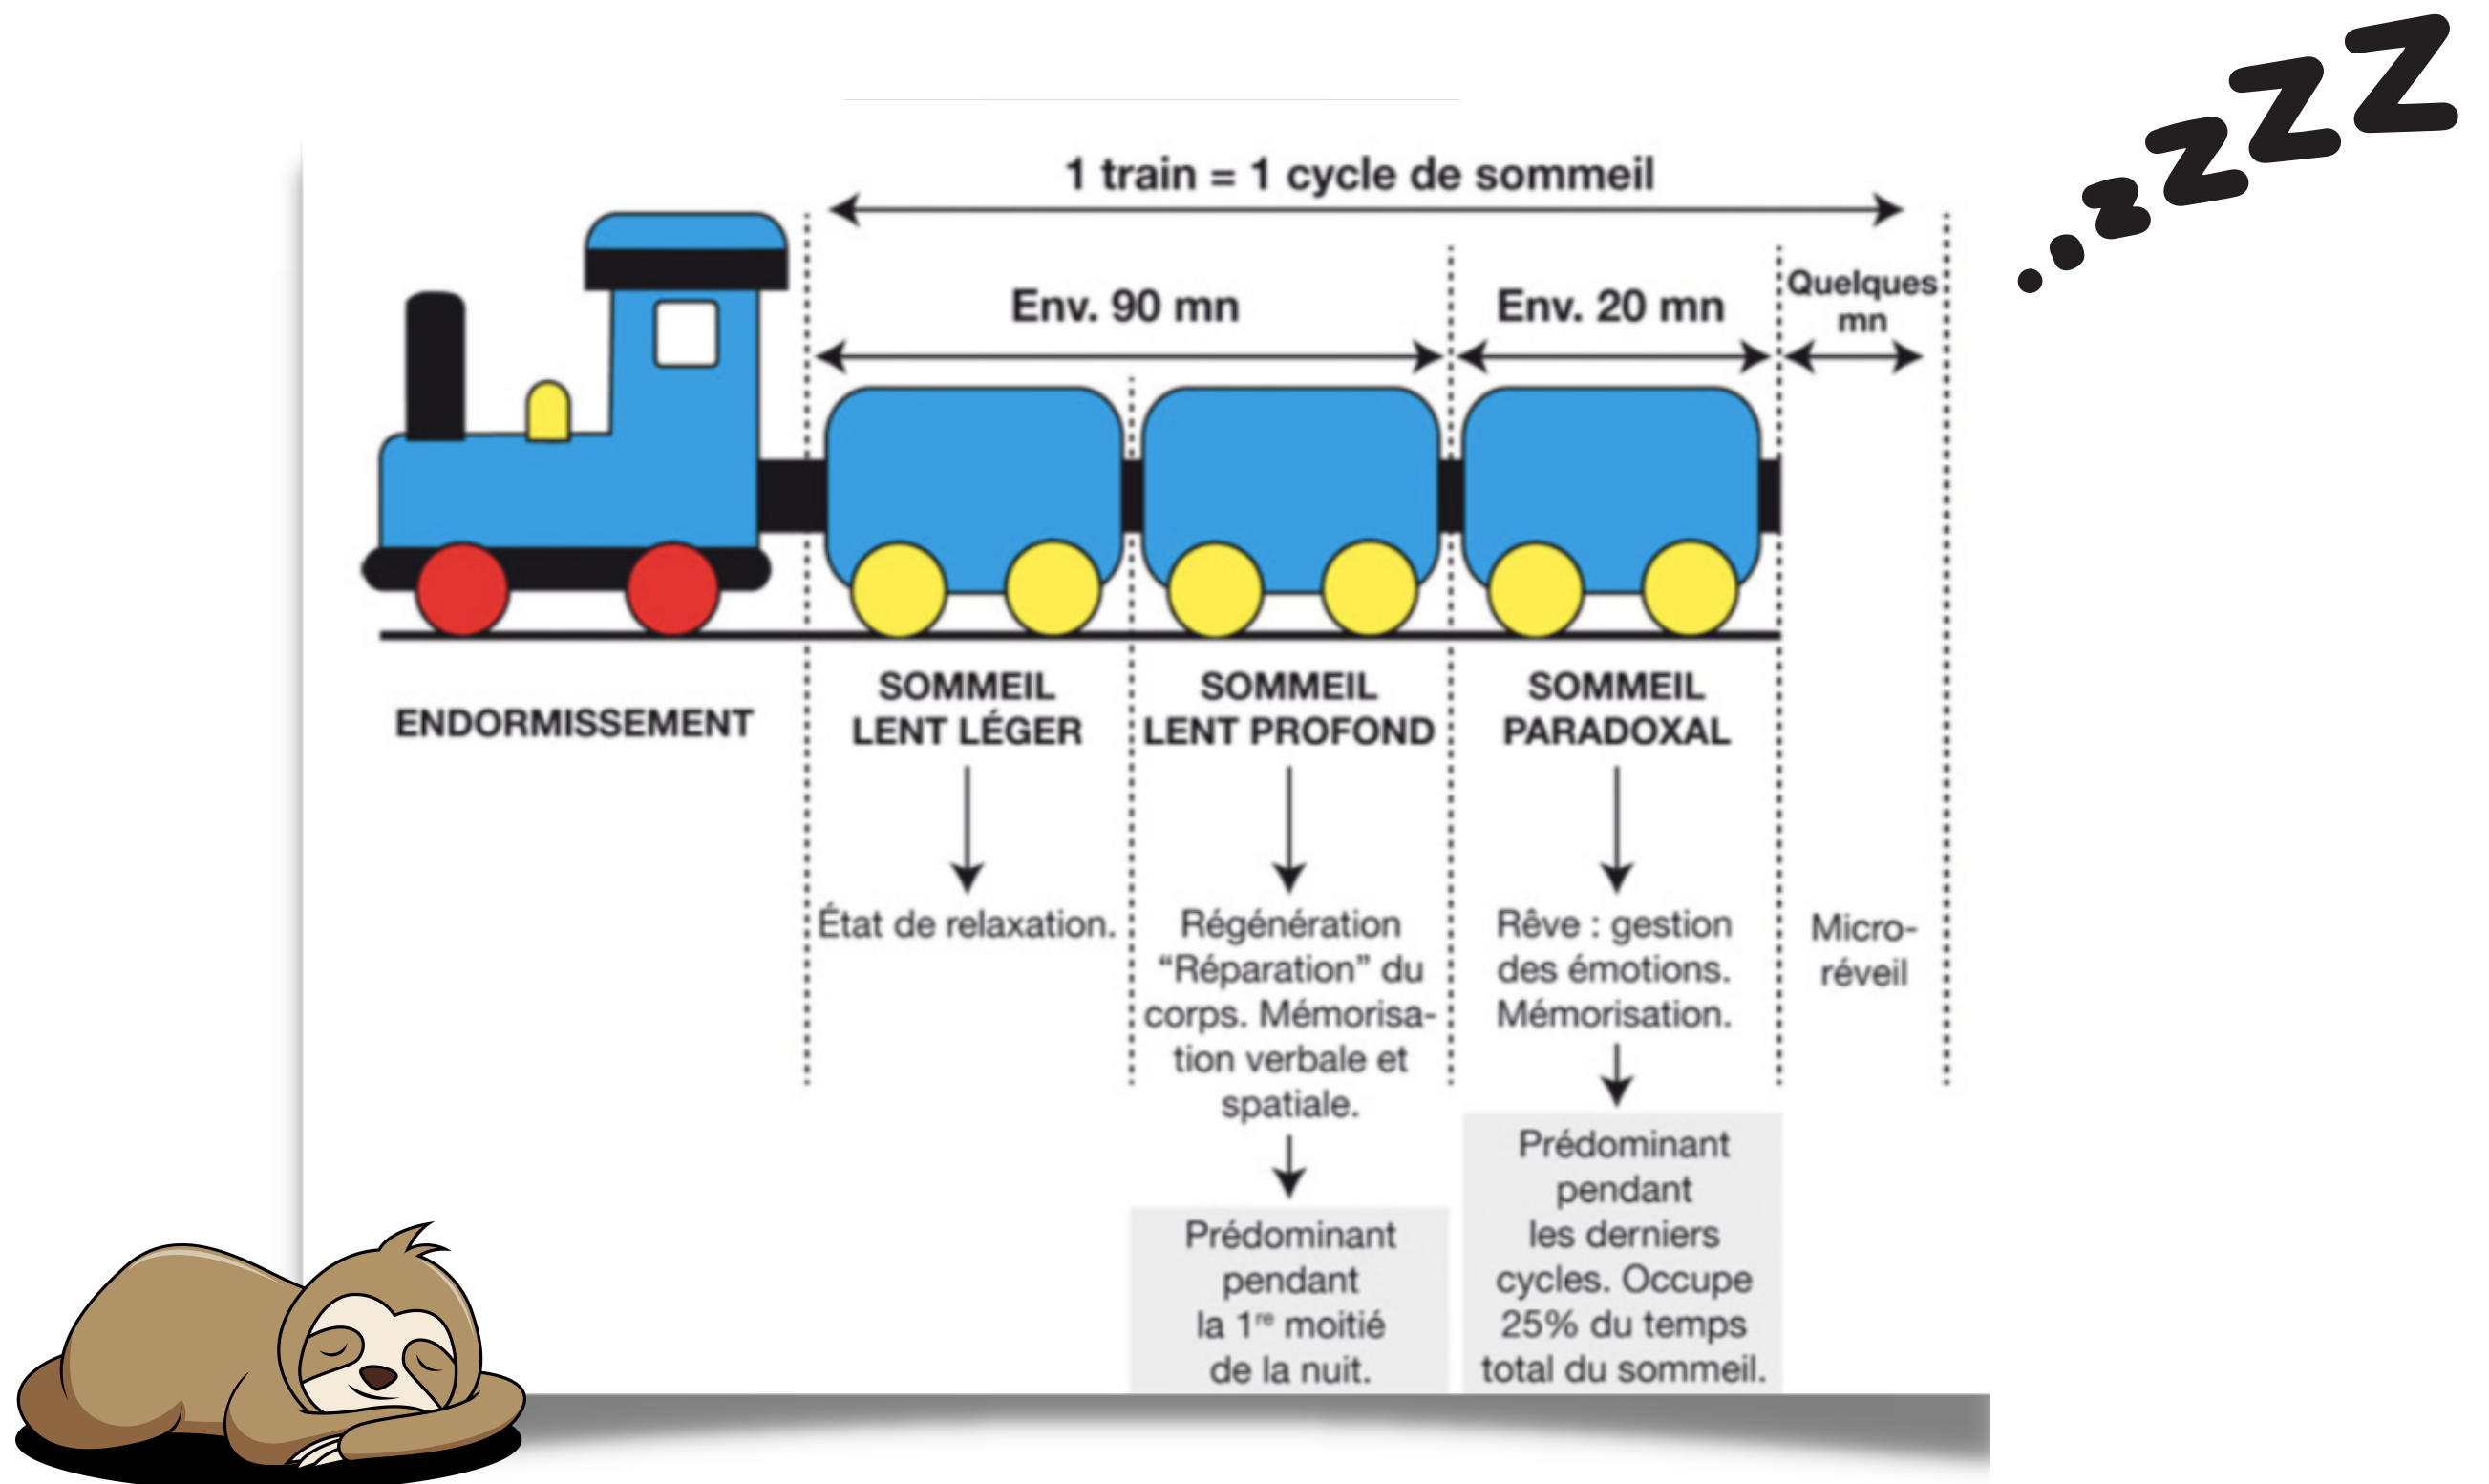 zzzz
1 train = 1 cycle de sommeil
Env. 90 mn
Env. 20 mn
Quelques
mn
ENDORMISSEMENT
SOMMEIL
LENT LÉGER
SOMMEIL
LENT PROFOND
SOMMEIL
PARADOXAL
État de relaxation.
Régénération
“Réparation” du
corps. Mémorisa-
tion verbale et
spatiale.
Rêve : gestion
des émotions.
Mémorisation.
Micro-
réveil
Prédominant
pendant
la 1re moitié
de la nuit.
Prédominant
pendant
les derniers
cycles. Occupe
25% du temps
total du sommeil.